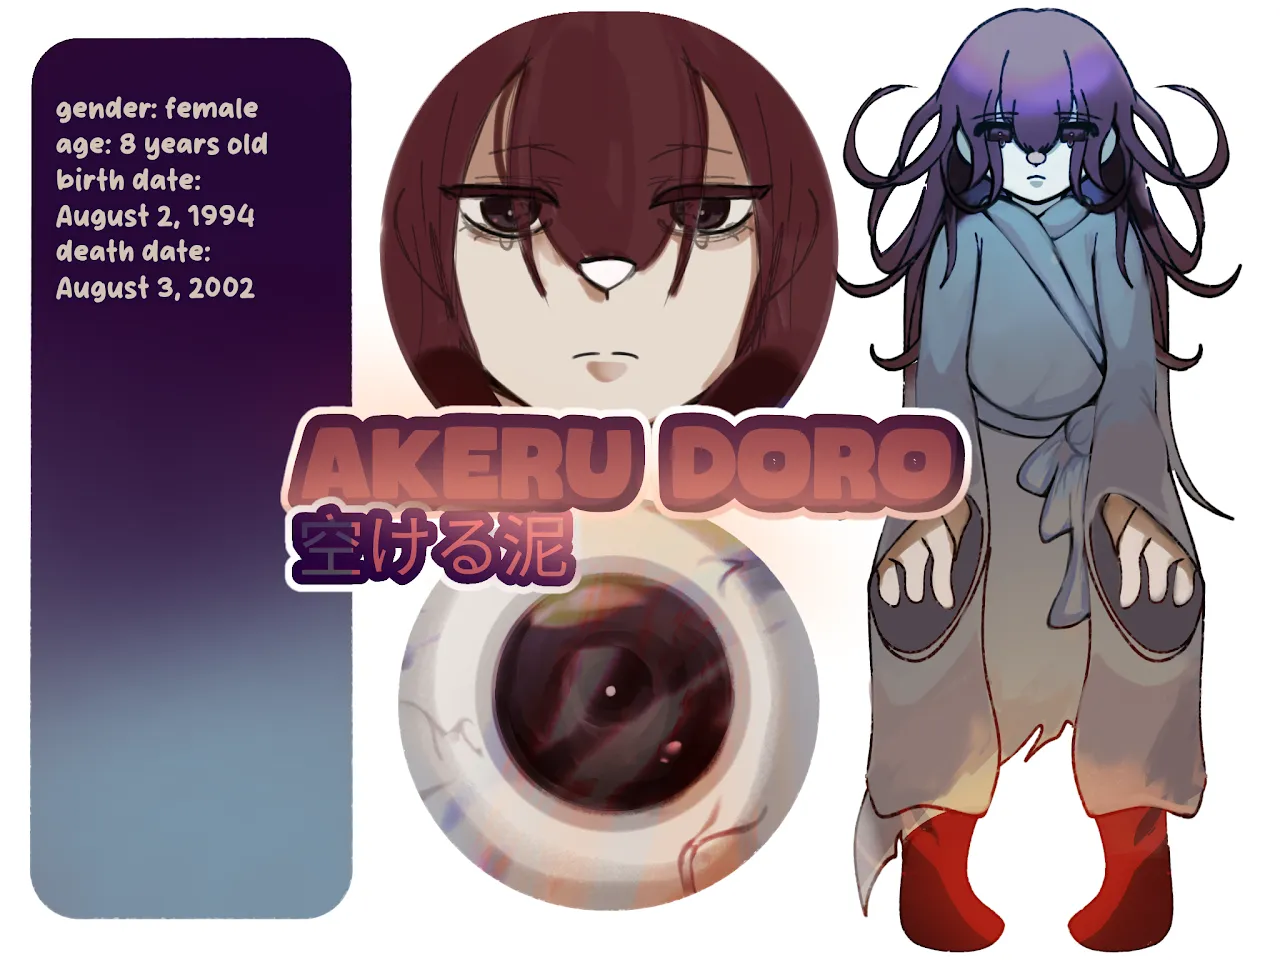 gender: female
age: 8 years old
birth date:
August 2, 1994
death date:
August 3, 2002
AKERU DORO
空ける泥